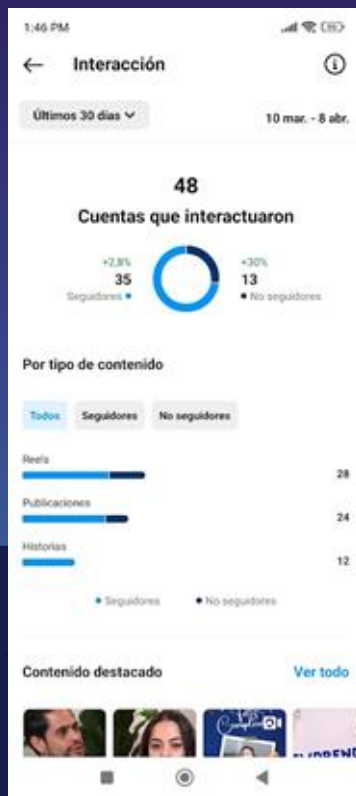 1:46 PM
Interacción
Últimos 30 días
10 mar. - 8 abr.
48
Cuentas que interactuaron
+2,8%
35
Seguidores
+30%
13
No seguidores
Por tipo de contenido
Todos
Seguidores
No seguidores
Reels
28
Publicaciones
24
Historias
12
Seguidores
No seguidores
Contenido destacado
Ver todo